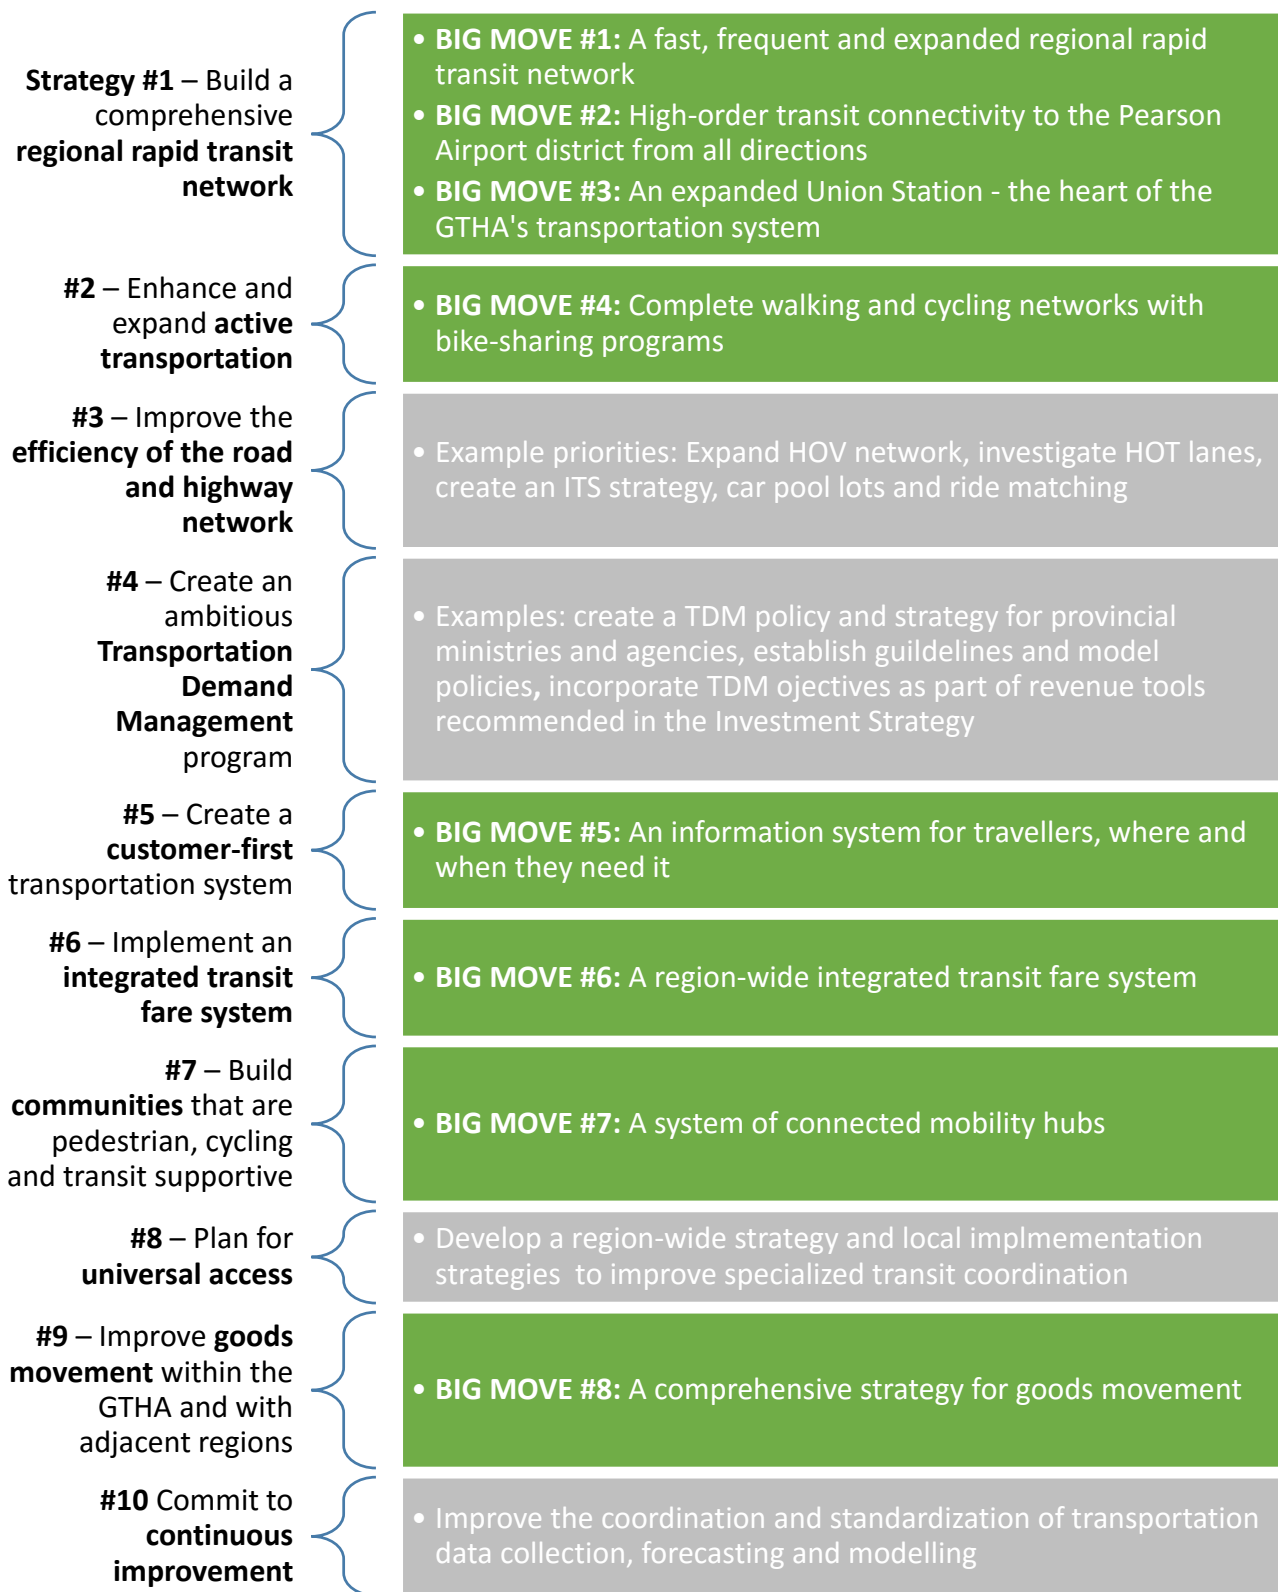 Strategy #1 – Build a
comprehensive
regional rapid transit
network
• BIG MOVE #1: A fast, frequent and expanded regional rapid
transit network
• BIG MOVE #2: High-order transit connectivity to the Pearson
Airport district from all directions
• BIG MOVE #3: An expanded Union Station - the heart of the
GTHA's transportation system
#2 – Enhance and
expand active
transportation
• BIG MOVE #4: Complete walking and cycling networks with
bike-sharing programs
#3 – Improve the
efficiency of the road
and highway
network
• Example priorities: Expand HOV network, investigate HOT lanes,
create an ITS strategy, car pool lots and ride matching
#4 – Create an
ambitious
Transportation
Demand
Management
program
• Examples: create a TDM policy and strategy for provincial
ministries and agencies, establish guildelines and model
policies, incorporate TDM ojectives as part of revenue tools
recommended in the Investment Strategy
#5 – Create a
customer-first
transportation system
• BIG MOVE #5: An information system for travellers, where and
when they need it
#6 – Implement an
integrated transit
fare system
• BIG MOVE #6: A region-wide integrated transit fare system
#7 – Build
communities that are
pedestrian, cycling
and transit supportive
• BIG MOVE #7: A system of connected mobility hubs
#8 – Plan for
universal access
• Develop a region-wide strategy and local implmementation
strategies  to improve specialized transit coordination
#9 – Improve goods
movement within the
GTHA and with
adjacent regions
• BIG MOVE #8: A comprehensive strategy for goods movement
#10 Commit to
continuous
improvement
• Improve the coordination and standardization of transportation
data collection, forecasting and modelling